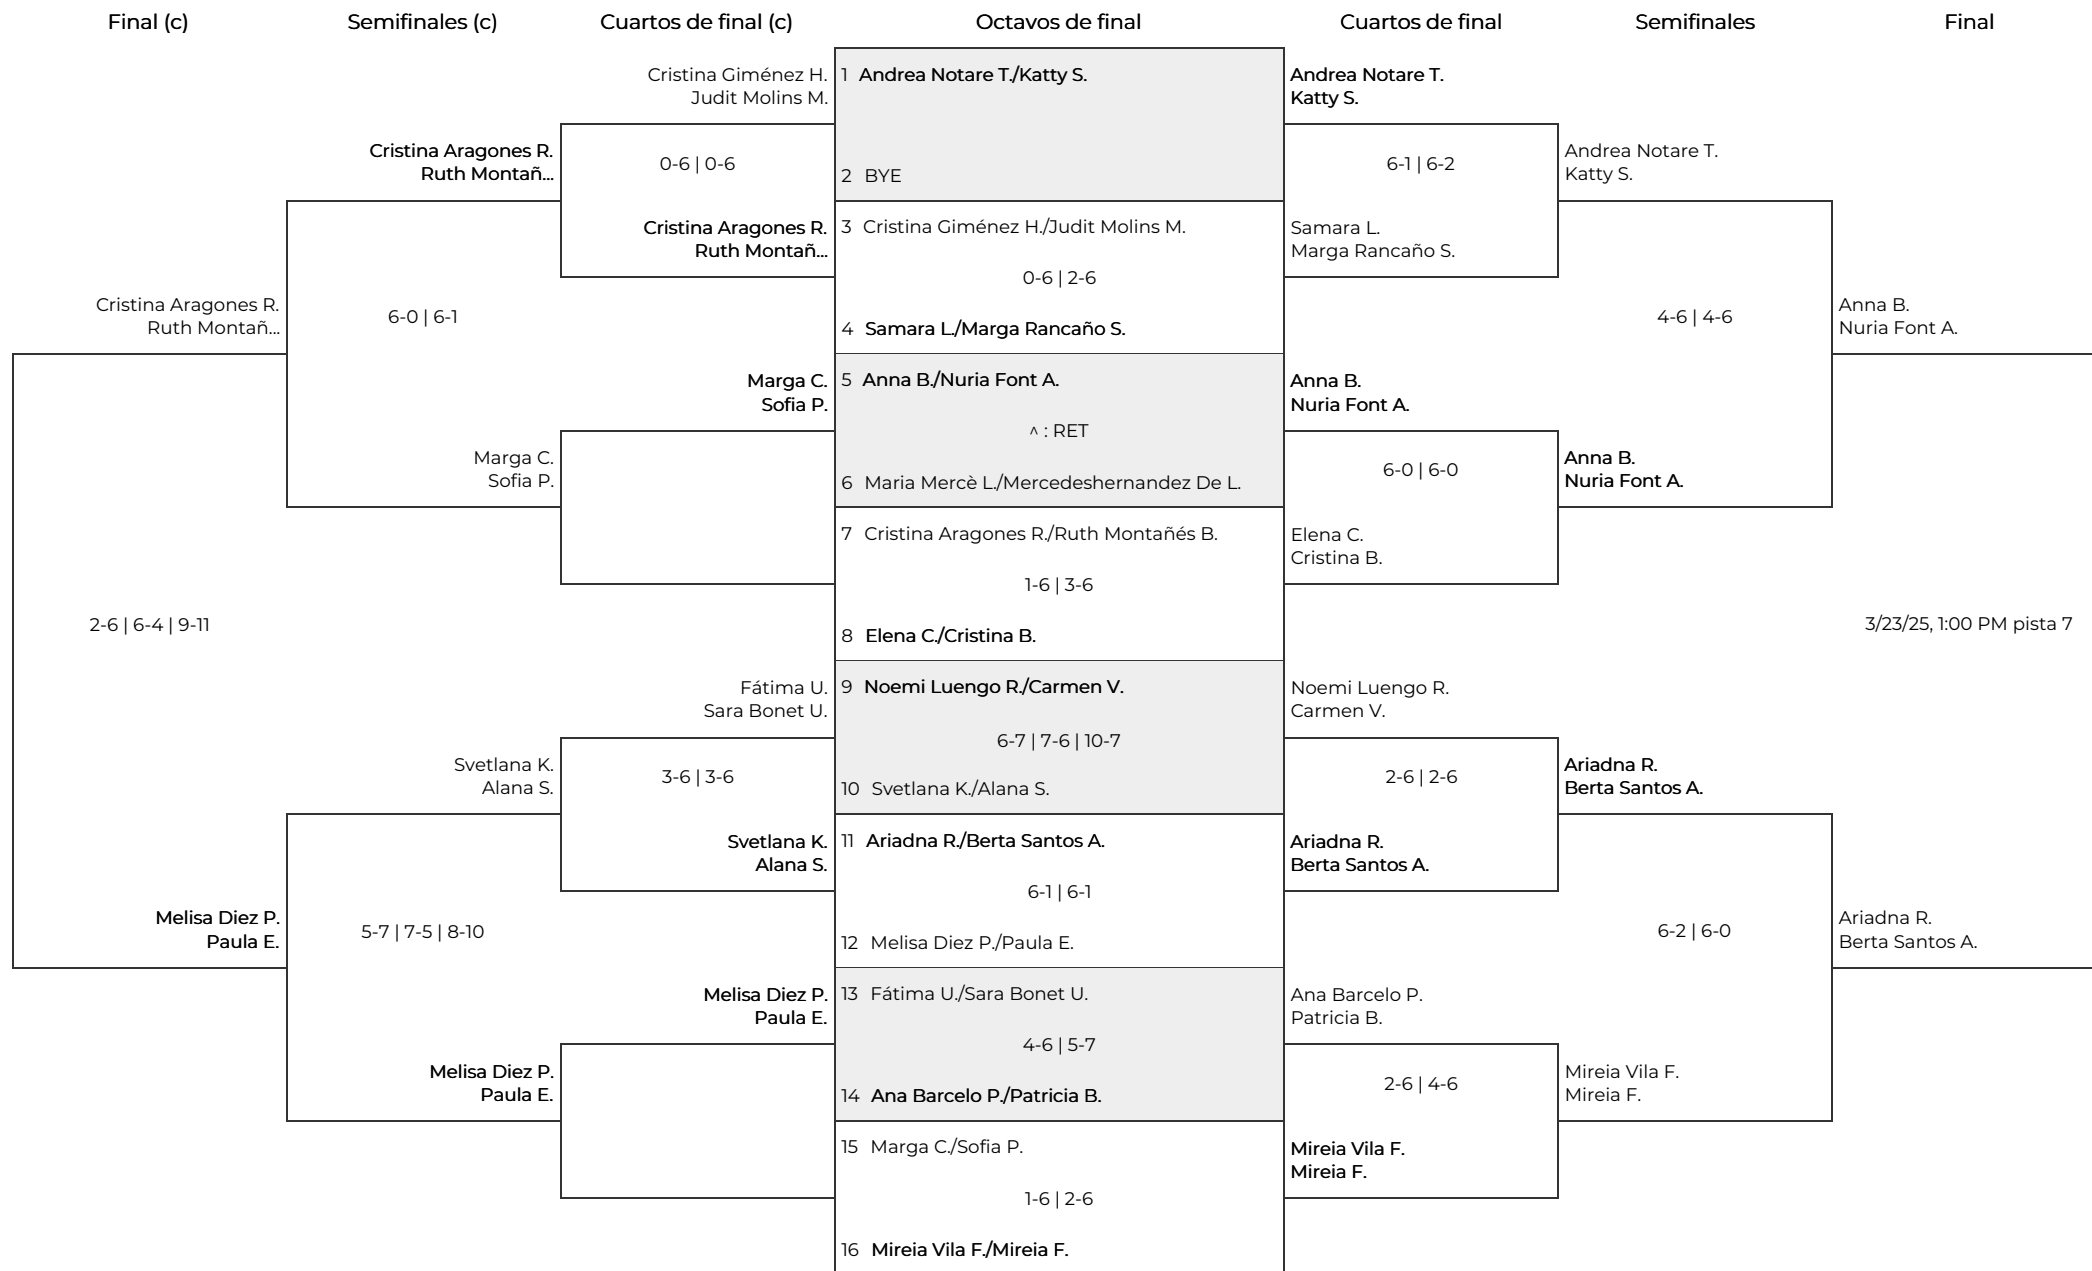 Final (c)
Semifinales (c)
Cuartos de final (c)
Octavos de final
Cuartos de final
Semifinales
Final
Cristina Aragones R.
Ruth Montañ...
2-6 | 6-4 | 9-11
Melisa Diez P.
Paula E.
Cristina Aragones R.
Ruth Montañ...
6-0 | 6-1
Marga C.
Sofia P.
Svetlana K.
Alana S.
5-7 | 7-5 | 8-10
Melisa Diez P.
Paula E.
Cristina Giménez H.
Judit Molins M.
0-6 | 0-6
Cristina Aragones R.
Ruth Montañ...
Marga C.
Sofia P.
Fátima U.
Sara Bonet U.
3-6 | 3-6
Svetlana K.
Alana S.
Melisa Diez P.
Paula E.
1 Andrea Notare T./Katty S.
2 BYE
3 Cristina Giménez H./Judit Molins M.
0-6 | 2-6
4 Samara L./Marga Rancaño S.
5 Anna B./Nuria Font A.
^ : RET
6 Maria Mercè L./Mercedeshernandez De L.
7 Cristina Aragones R./Ruth Montañés B.
1-6 | 3-6
8 Elena C./Cristina B.
9 Noemi Luengo R./Carmen V.
6-7 | 7-6 | 10-7
10 Svetlana K./Alana S.
11 Ariadna R./Berta Santos A.
6-1 | 6-1
12 Melisa Diez P./Paula E.
13 Fátima U./Sara Bonet U.
4-6 | 5-7
14 Ana Barcelo P./Patricia B.
15 Marga C./Sofia P.
1-6 | 2-6
16 Mireia Vila F./Mireia F.
Andrea Notare T.
Katty S.
6-1 | 6-2
Samara L.
Marga Rancaño S.
Anna B.
Nuria Font A.
6-0 | 6-0
Elena C.
Cristina B.
Noemi Luengo R.
Carmen V.
2-6 | 2-6
Ariadna R.
Berta Santos A.
Ana Barcelo P.
Patricia B.
2-6 | 4-6
Mireia Vila F.
Mireia F.
Andrea Notare T.
Katty S.
4-6 | 4-6
Anna B.
Nuria Font A.
Ariadna R.
Berta Santos A.
6-2 | 6-0
Mireia Vila F.
Mireia F.
Anna B.
Nuria Font A.
3/23/25, 1:00 PM pista 7
Ariadna R.
Berta Santos A.